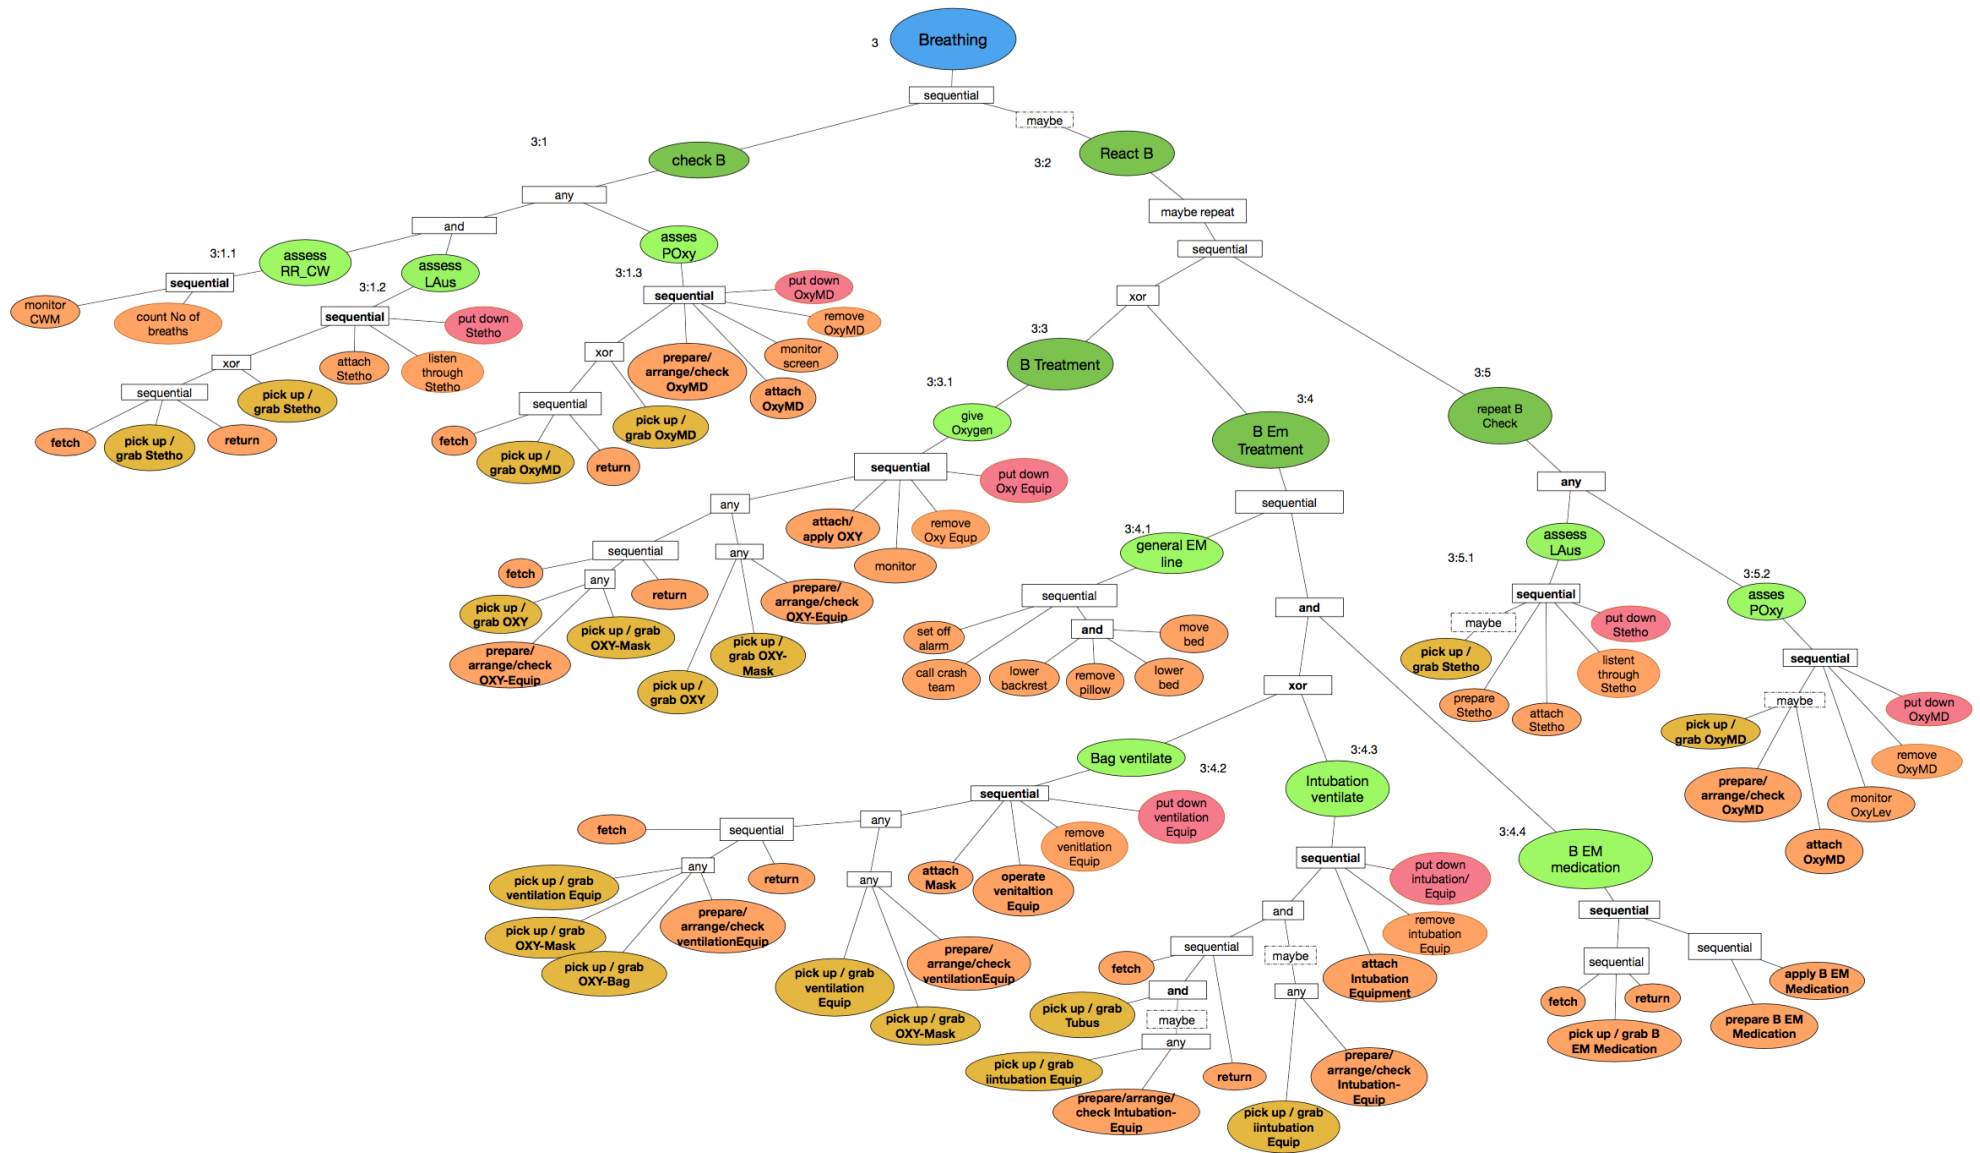 3
Breathing
sequential
maybe
3:1
check B
3:2
React B
any
maybe repeat
and
sequential
3:1.1
assess
RR_CW
assess
LAus
asses
POxy
sequential
monitor
CWM
count No of
breaths
3:1.2
sequential
put down
Stetho
xor
attach
Stetho
listen
through
Stetho
sequential
pick up /
grab Stetho
fetch
pick up /
grab Stetho
return
3:1.3
sequential
put down
OxyMD
remove
OxyMD
monitor
screen
xor
prepare/
arrange/check
OxyMD
attach
OxyMD
sequential
pick up /
grab OxyMD
fetch
pick up /
grab OxyMD
return
xor
3:3
B Treatment
3:3.1
give
Oxygen
sequential
put down
Oxy Equip
any
attach/
apply OXY
remove
Oxy Equp
monitor
sequential
any
fetch
any
return
pick up /
grab OXY
pick up / grab
OXY-Mask
prepare/
arrange/check
OXY-Equip
prepare/
arrange/check
OXY-Equip
pick up /
grab OXY-
Mask
pick up /
grab OXY
3:4
B Em
Treatment
sequential
3:4.1
general EM
line
sequential
set off
alarm
call crash
team
and
move
bed
lower
backrest
remove
pillow
lower
bed
and
xor
Bag ventilate
3:4.2
sequential
put down
ventilation
Equip
any
remove
venitlation
Equip
attach
Mask
operate
venitaltion
Equip
fetch
sequential
any
return
pick up / grab
ventilation Equip
pick up / grab
OXY-Mask
pick up / grab
OXY-Bag
prepare/
arrange/check
ventilationEquip
any
prepare/
arrange/check
ventilationEquip
pick up / grab
ventilation
Equip
pick up / grab
OXY-Mask
3:4.3
Intubation
ventilate
sequential
put down
intubation/
Equip
remove
intubation
Equip
attach
Intubation
Equipment
and
sequential
maybe
fetch
and
any
pick up / grab
Tubus
maybe
any
pick up / grab
iintubation Equip
return
prepare/arrange/
check Intubation-
Equip
prepare/
arrange/check
Intubation-
Equip
pick up / grab
iintubation
Equip
3:4.4
B EM
medication
sequential
sequential
sequential
fetch
return
pick up / grab B
EM Medication
apply B EM
Medication
prepare B EM
Medication
3:5
repeat B
Check
any
3:5.1
assess
LAus
sequential
maybe
put down
Stetho
pick up /
grab Stetho
listent
through
Stetho
prepare
Stetho
attach
Stetho
3:5.2
asses
POxy
sequential
maybe
put down
OxyMD
pick up /
grab OxyMD
remove
OxyMD
prepare/
arrange/check
OxyMD
monitor
OxyLev
attach
OxyMD